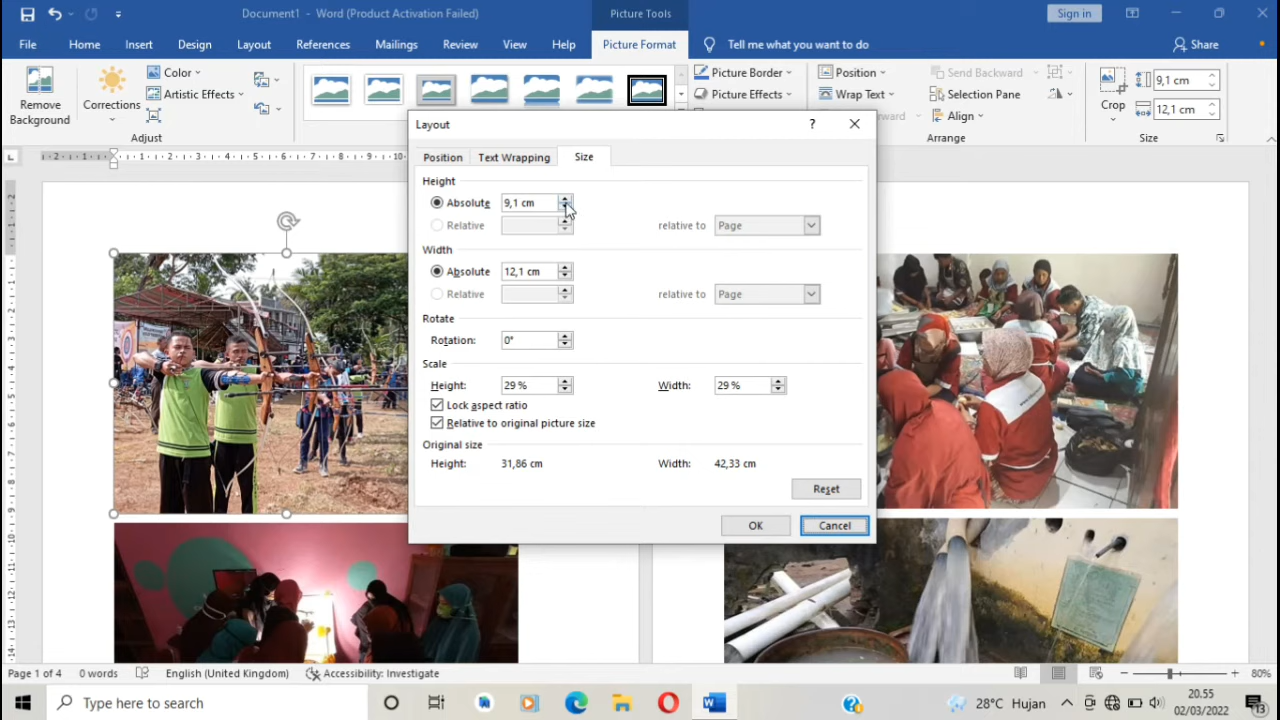 Document1 - Word (Product Activation Failed)
Picture Tools
Sign in
File
Home
Insert
Design
Layout
References
Mailings
Review
View
Help
Picture Format
Tell me what you want to do
Share
Remove
Background
Corrections
Color
Artistic Effects
Adjust
Picture Border
Picture Effects
Position
Wrap Text
Send Backward
Selection Pane
Align
Arrange
Crop
9,1 cm
12,1 cm
Size
Layout
Position
Text Wrapping
Size
Height
Absolute 9,1 cm
Relative
relative to Page
Width
Absolute 12,1 cm
Relative
relative to Page
Rotate
Rotation: 0°
Scale
Height: 29 %
Width: 29 %
Lock aspect ratio
Relative to original picture size
Original size
Height: 31,86 cm
Width: 42,33 cm
Reset
OK
Cancel
Page 1 of 4
0 words
English (United Kingdom)
Accessibility: Investigate
80%
Type here to search
28°C Hujan
20.55
02/03/2022
13